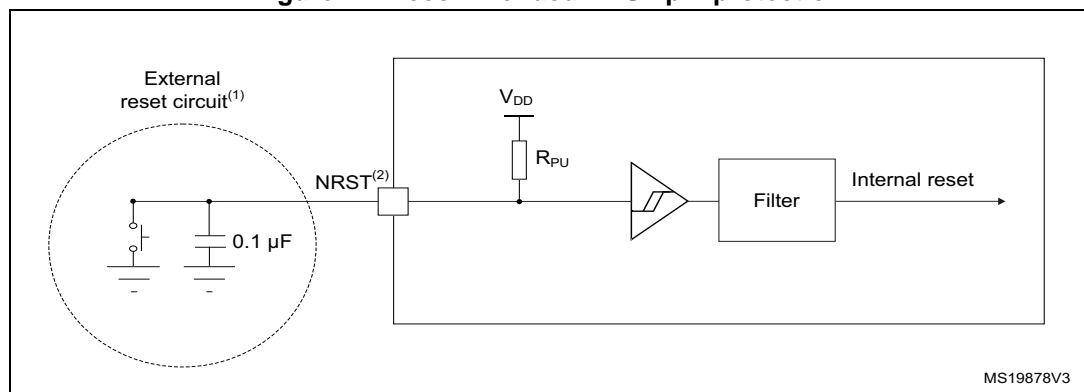 External
reset circuit(1)
VDD
RPU
NRST(2)
Internal reset
Filter
0.1 µF
MS19878V3